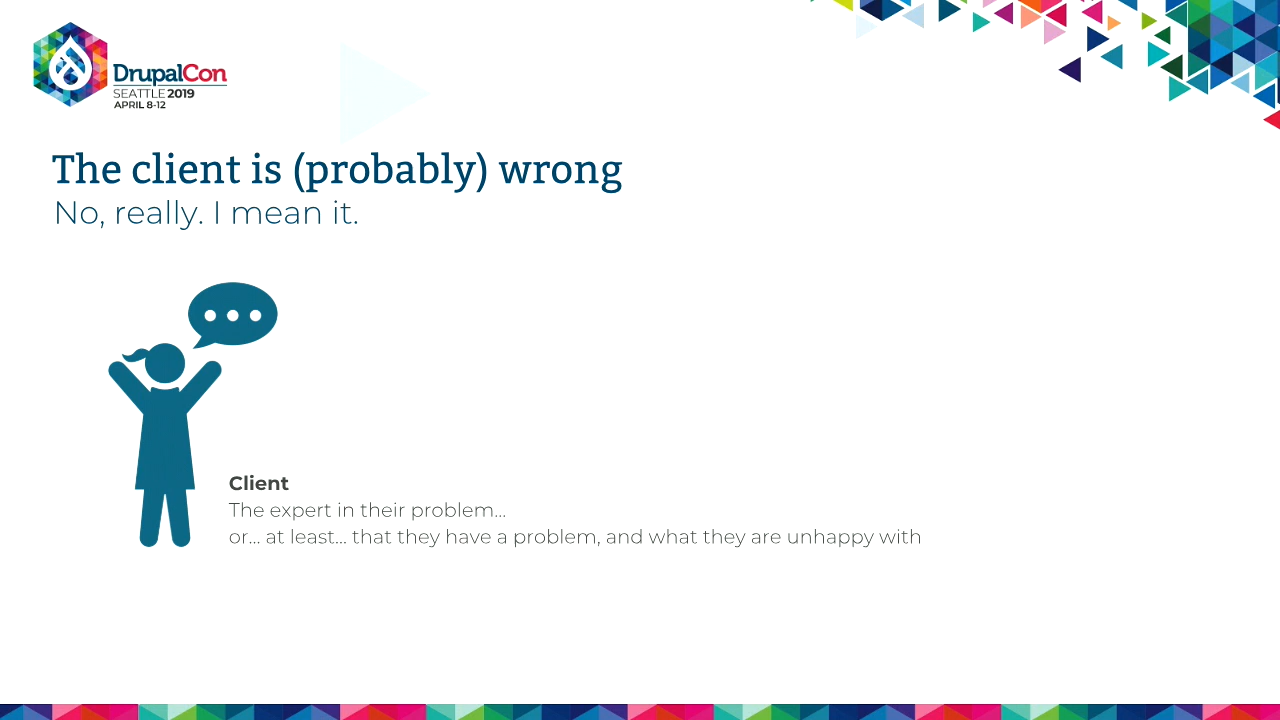 DrupalCon
SEATTLE 2019
APRIL 8-12
The client is (probably) wrong
No, really. I mean it.
Client
The expert in their problem...
or... at least... that they have a problem, and what they are unhappy with